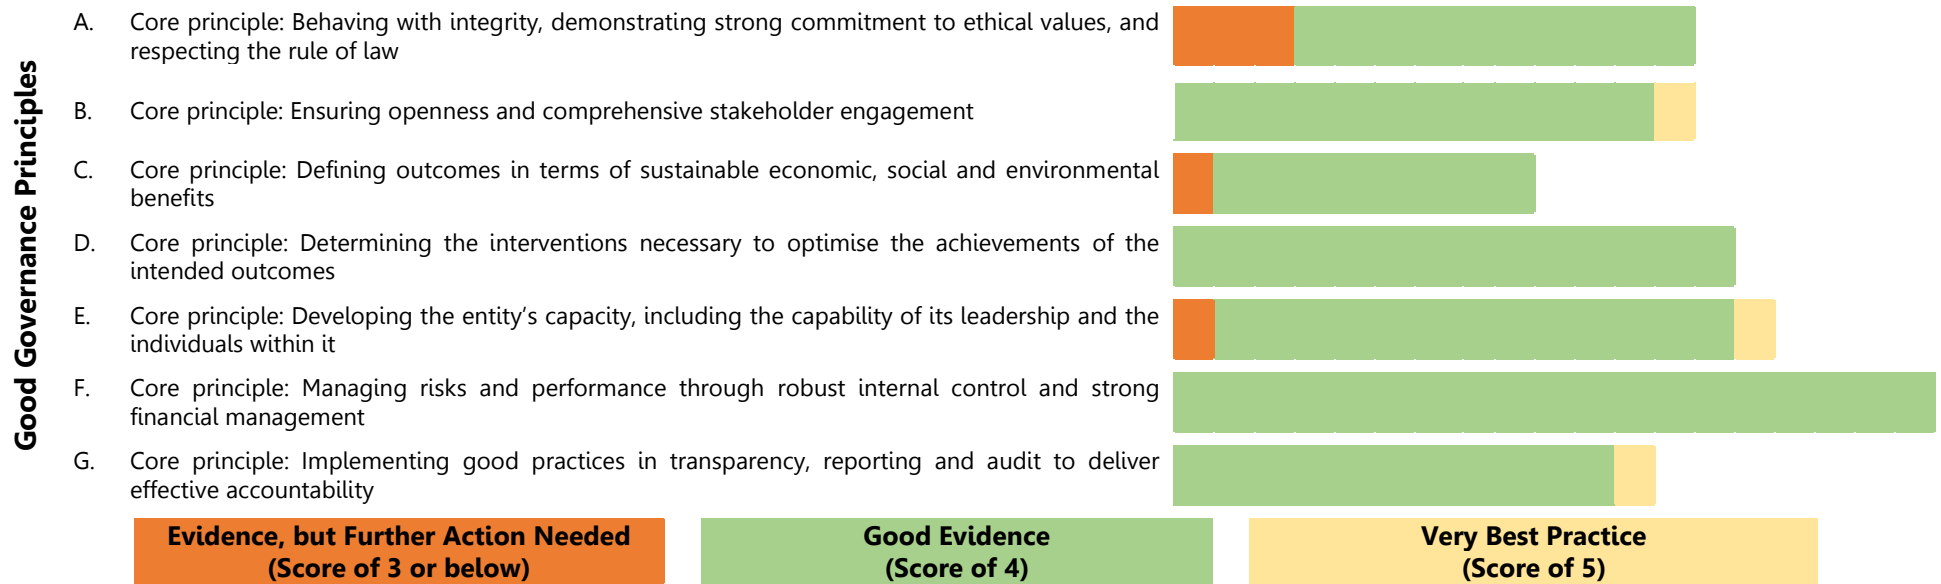 Good Governance Principles
A. Core principle: Behaving with integrity, demonstrating strong commitment to ethical values, and
respecting the rule of law
B. Core principle: Ensuring openness and comprehensive stakeholder engagement
C. Core principle: Defining outcomes in terms of sustainable economic, social and environmental
benefits
D. Core principle: Determining the interventions necessary to optimise the achievements of the
intended outcomes
E. Core principle: Developing the entity’s capacity, including the capability of its leadership and the
individuals within it
F. Core principle: Managing risks and performance through robust internal control and strong
financial management
G. Core principle: Implementing good practices in transparency, reporting and audit to deliver
effective accountability
Evidence, but Further Action Needed
(Score of 3 or below)
Good Evidence
(Score of 4)
Very Best Practice
(Score of 5)